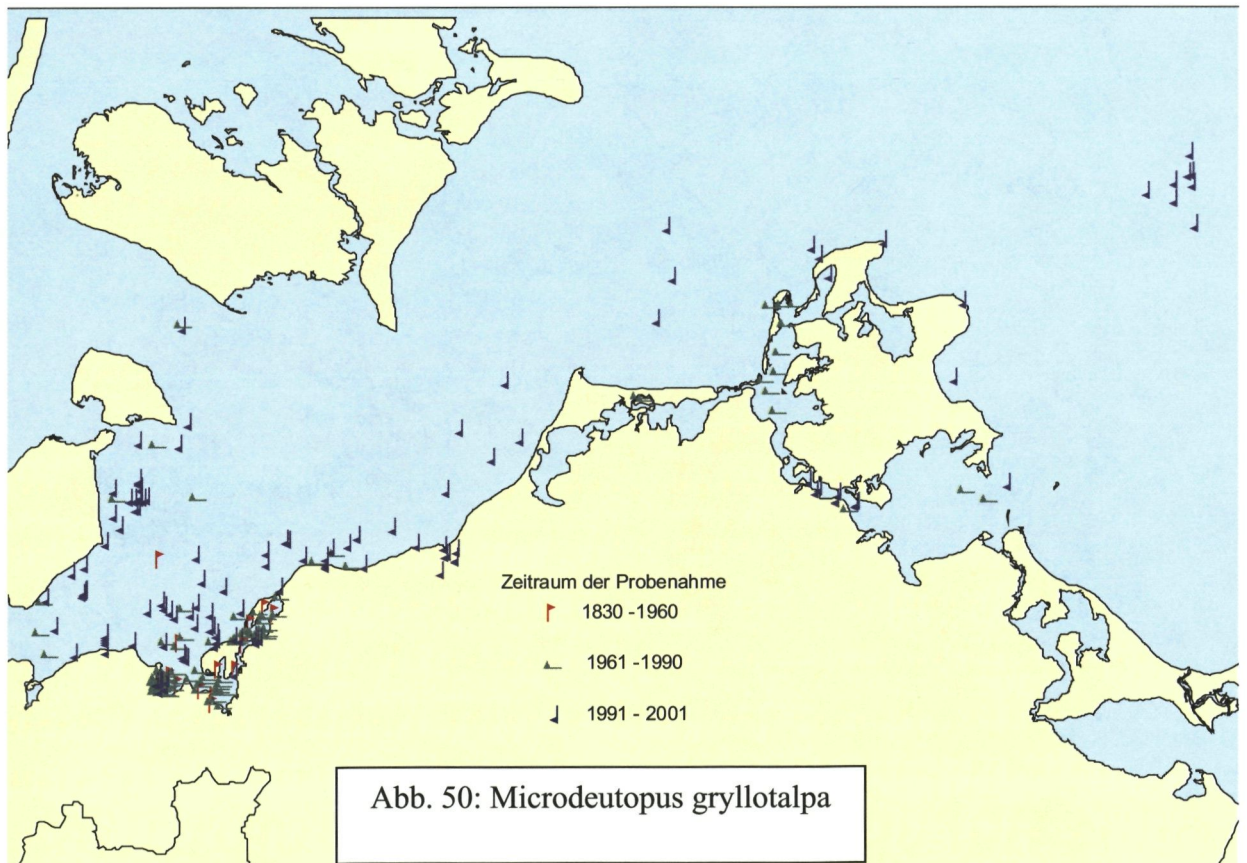 Zeitraum der Probenahme
1830 -1960
1961 -1990
1991 - 2001
Abb. 50: Microdeutopus gryllotalpa